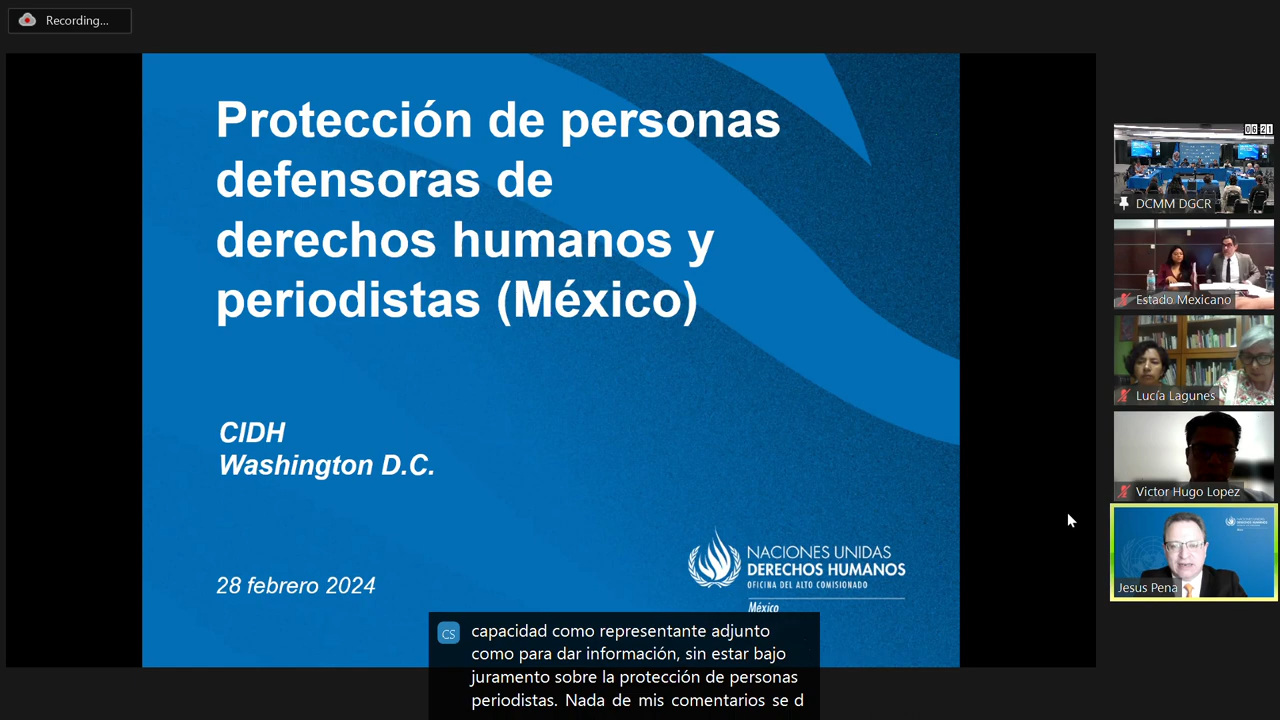 Recording...
Protección de personas
defensoras de
derechos humanos y
periodistas (México)
CIDH
Washington D.C.
28 febrero 2024
NACIONES UNIDAS
DERECHOS HUMANOS
OFICINA DEL ALTO COMISIONADO
México
CS
capacidad como representante adjunto
como para dar información, sin estar bajo
juramento sobre la protección de personas
periodistas. Nada de mis comentarios se d
06 21
DCMM DGCR
Estado Mexicano
Lucía Lagunes
Victor Hugo Lopez
Jesus Pena